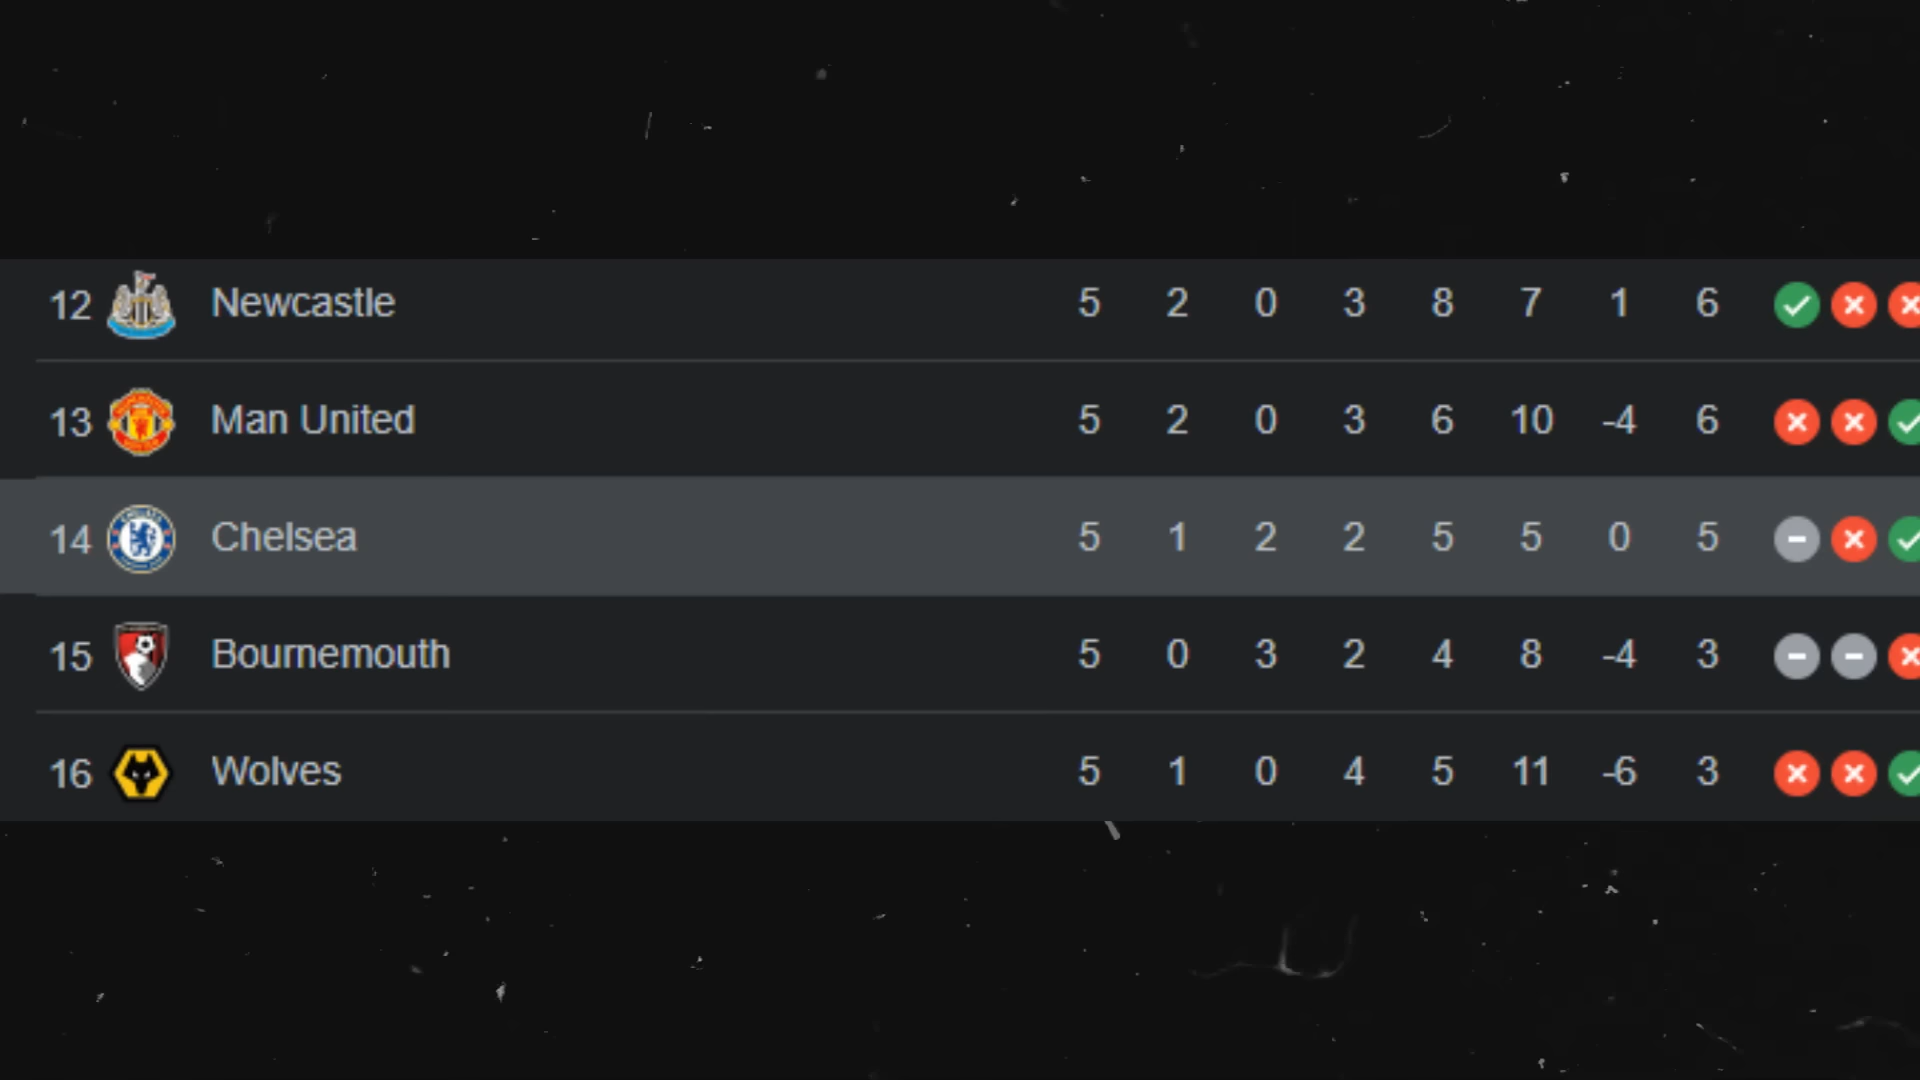 12 Newcastle 5 2 0 3 8 7 1 6
13 Man United 5 2 0 3 6 10 -4 6
14 Chelsea 5 1 2 2 5 5 0 5
15 Bournemouth 5 0 3 2 4 8 -4 3
16 Wolves 5 1 0 4 5 11 -6 3